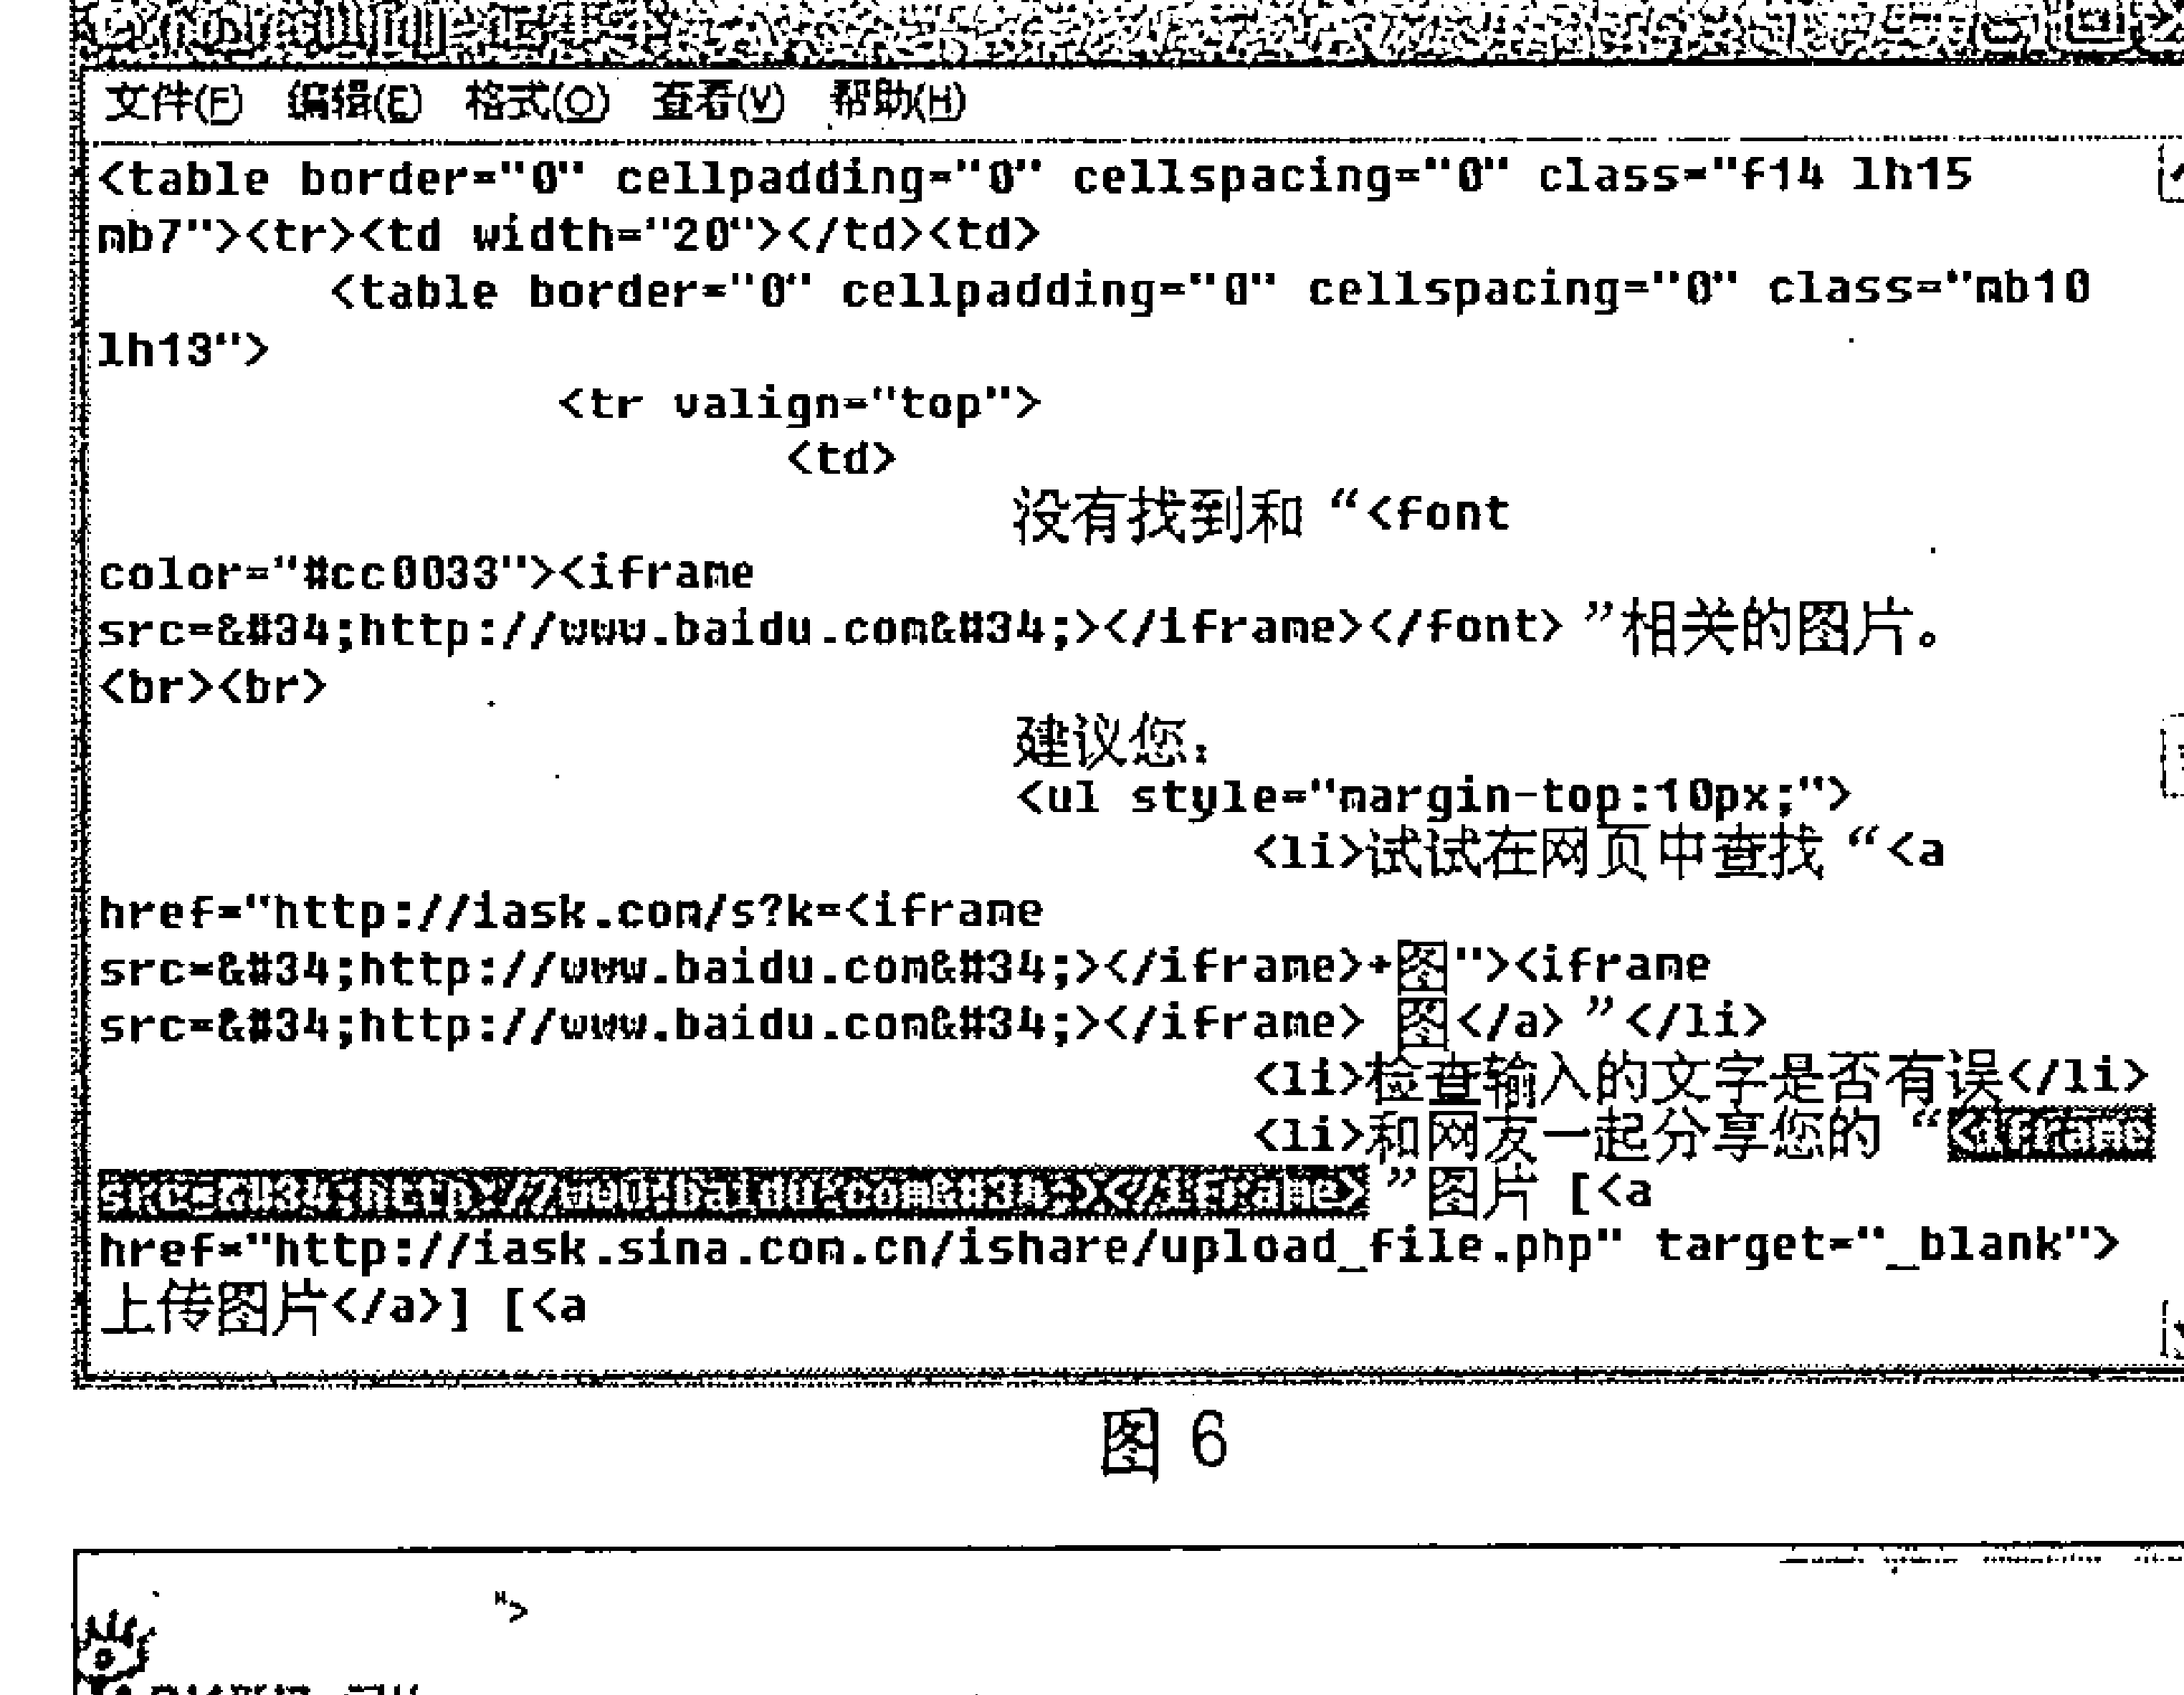 文件(F) 编辑(E) 格式(O) 查看(V) 帮助(H)
<table border="0" cellpadding="0" cellspacing="0" class="f14 lh15
mb7"><tr><td width="20"></td><td>
<table border="0" cellpadding="0" cellspacing="0" class="mb10
lh13">
<tr valign="top">
<td>
没有找到和 “<font
color="#cc0033"><iframe
src=&#34;http://www.baidu.com&#34;></iframe></font> ”相关的图片。
<br><br>
建议您：
<ul style="margin-top:10px;">
<li>试试在网页中查找 “<a
href="http://iask.com/s?k=<iframe
src=&#34;http://www.baidu.com&#34;></iframe>+图"><iframe
src=&#34;http://www.baidu.com&#34;></iframe> 图</a> ”</li>
<li>检查输入的文字是否有误</li>
<li>和网友一起分享您的 “<iframe
src=&#34;http://www.baidu.com&#34;></iframe> ”图片 [<a
href="http://iask.sina.com.cn/ishare/upload_file.php" target="_blank">
上传图片</a>] [<a
图 6
">